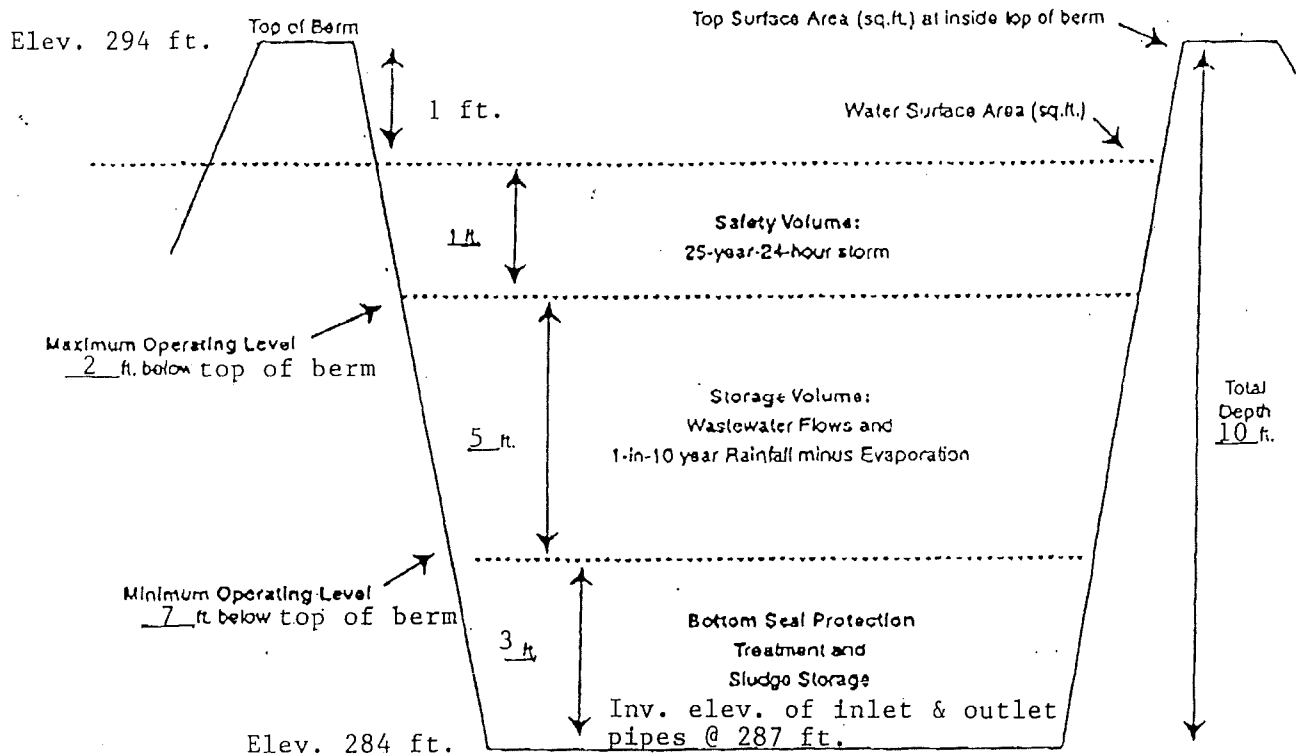 Elev. 294 ft.
Top of Berm
Top Surface Area (sq.ft.) at inside top of berm
1 ft.
Water Surface Area (sq.ft.)
1 ft.
Safety Volume:
25-year-24-hour storm
Maximum Operating Level
2 ft. below top of berm
Storage Volume:
Wastewater Flows and
1-in-10 year Rainfall minus Evaporation
5 ft.
Total
Depth
10 ft.
Minimum Operating Level
7 ft below top of berm
3 ft
Bottom Seal Protection
Treatment and
Sludgo Storage
Inv. elev. of inlet & outlet
pipes @ 287 ft.
Elev. 284 ft.